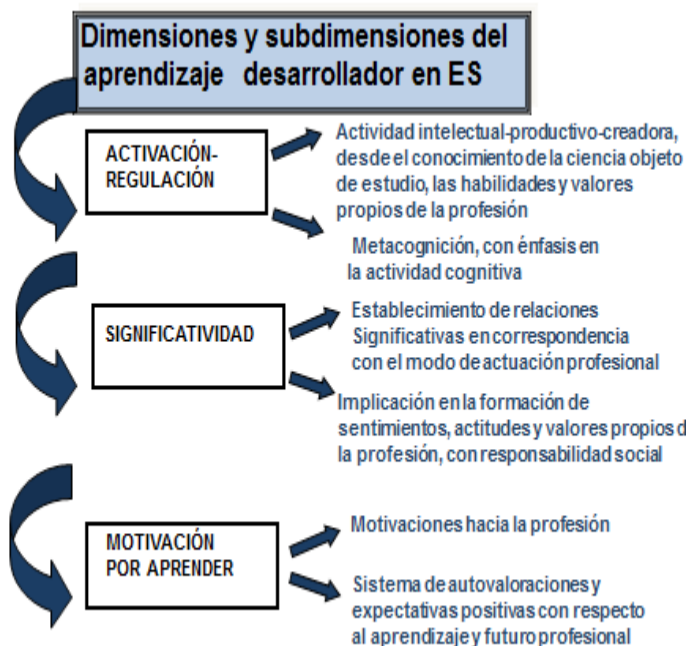 Dimensiones y subdimensiones del
aprendizaje desarrollador en ES
ACTIVACIÓN-
REGULACIÓN
Actividad intelectual-productivo-creadora,
desde el conocimiento de la ciencia objeto
de estudio, las habilidades y valores
propios de la profesión
Metacognición, con énfasis en
la actividad cognitiva
SIGNIFICATIVIDAD
Establecimiento de relaciones
Significativas en correspondencia
con el modo de actuación profesional
Implicación en la formación de
sentimientos, actitudes y valores propios d
la profesión, con responsabilidad social
MOTIVACIÓN
POR APRENDER
Motivaciones hacia la profesión
Sistema de autovaloraciones y
expectativas positivas con respecto
al aprendizaje y futuro profesional